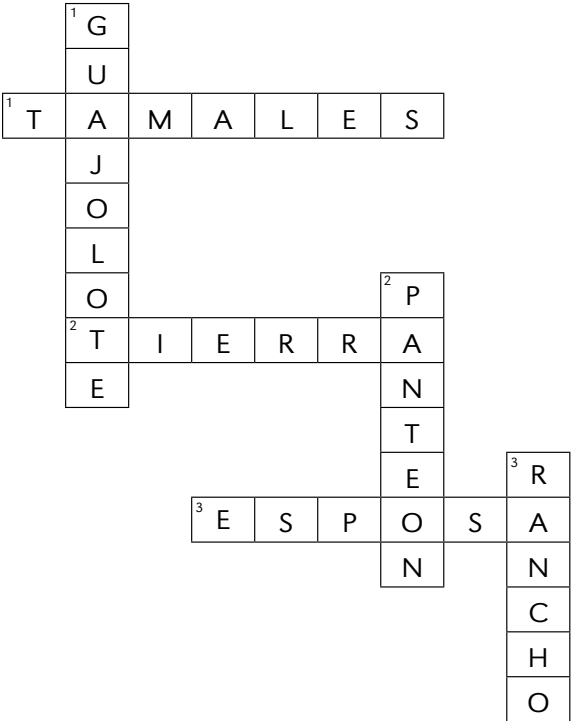 1 G
U
1 T A M A L E S
J
O
L
O 2 P
2 T I E R R A
E N
T
E 3 R
3 E S P O S A
N N
C
H
O